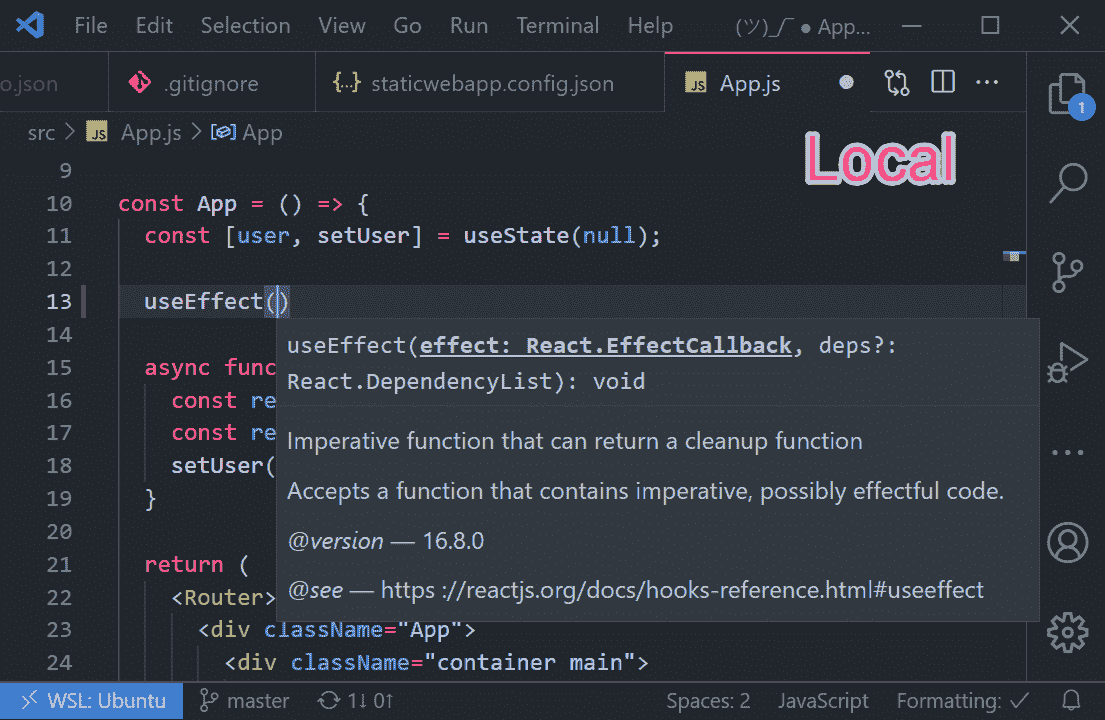 File Edit Selection View Go Run Terminal Help (ツ)_/¯ ● App...
o.json .gitignore {..} staticwebapp.config.json JS App.js
src > JS App.js > App
1
Local
9
10 const App = () => {
11 const [user, setUser] = useState(null);
12
13 useEffect()
14
useEffect(effect: React.EffectCallback, deps?:
React.DependencyList): void
Imperative function that can return a cleanup function
Accepts a function that contains imperative, possibly effectful code.
@version — 16.8.0
@see — https ://reactjs.org/docs/hooks-reference.html#useeffect
15 async func
16 const re
17 const re
18 setUser(
19 }
20
21 return (
22 <Router>
23 <div className="App">
24 <div className="container main">
WSL: Ubuntu master 1↓ 0↑ Spaces: 2 JavaScript Formatting: ✓